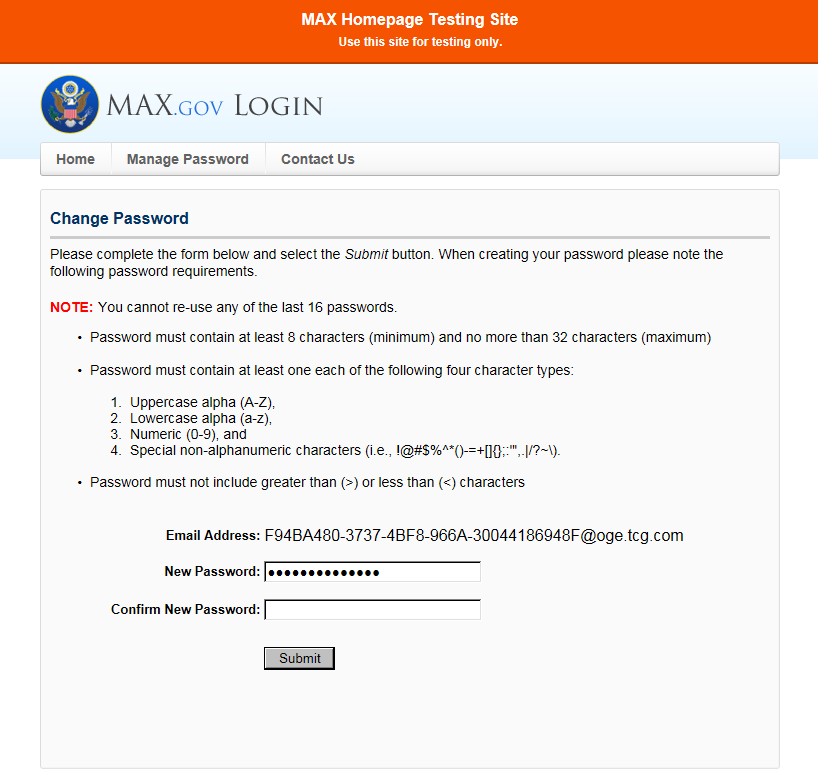 MAX Homepage Testing Site
Use this site for testing only.
MAX.GOV LOGIN
Home Manage Password Contact Us
Change Password
Please complete the form below and select the Submit button. When creating your password please note the
following password requirements.
NOTE: You cannot re-use any of the last 16 passwords.
• Password must contain at least 8 characters (minimum) and no more than 32 characters (maximum)
• Password must contain at least one each of the following four character types:
1. Uppercase alpha (A-Z),
2. Lowercase alpha (a-z),
3. Numeric (0-9), and
4. Special non-alphanumeric characters (i.e., !@#$%^*()-=+[]{};:'",.|/?~\).
• Password must not include greater than (>) or less than (<) characters
Email Address: F94BA480-3737-4BF8-966A-30044186948F@oge.tcg.com
New Password: ••••••••••••••
Confirm New Password:
Submit